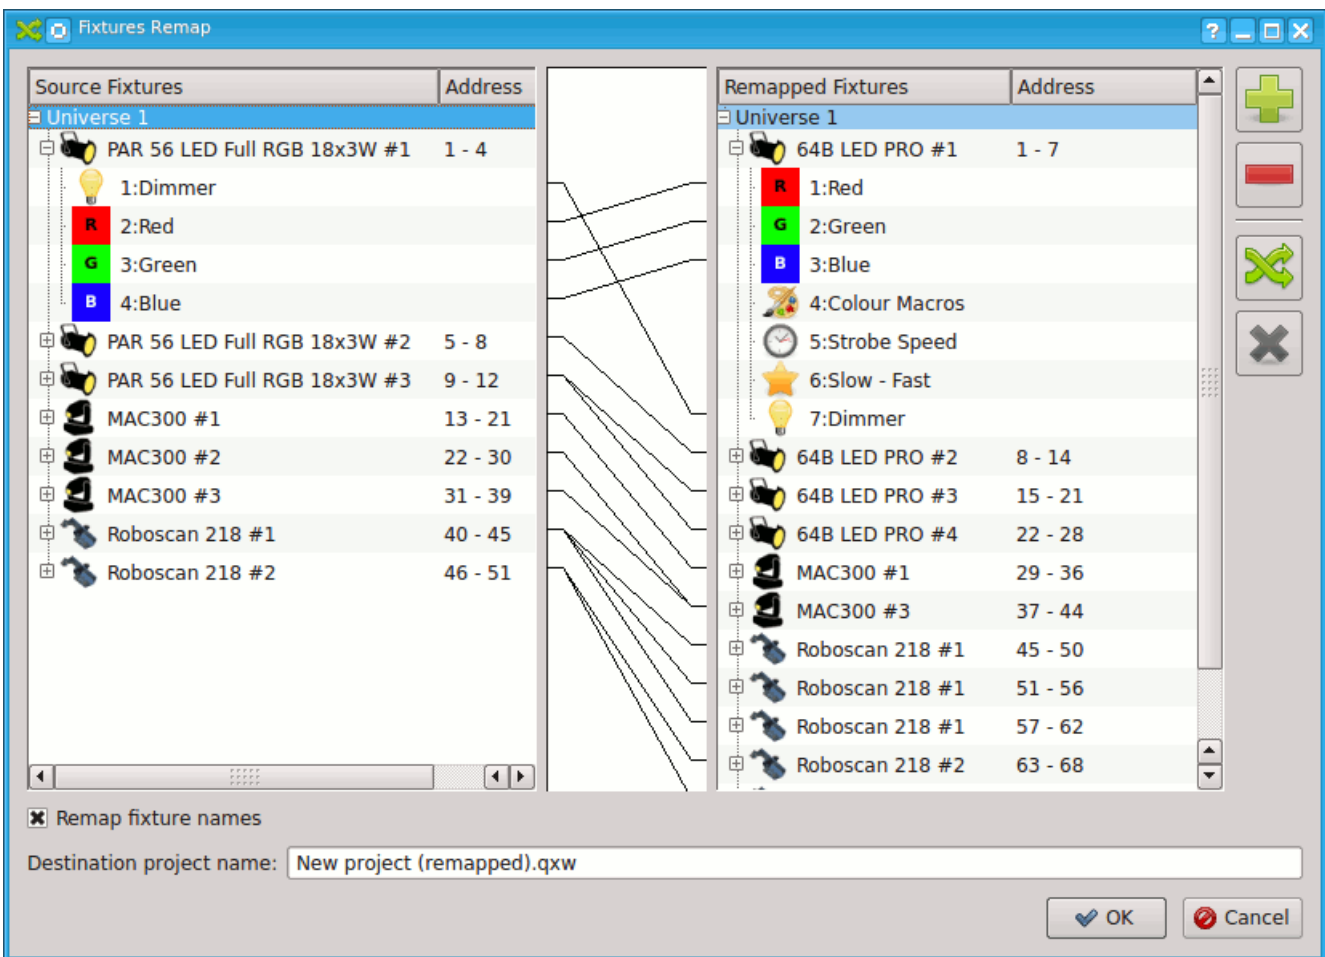 Fixtures Remap
?
Source Fixtures Address
Universe 1
PAR 56 LED Full RGB 18x3W #1 1 - 4
1:Dimmer
R 2:Red
G 3:Green
B 4:Blue
PAR 56 LED Full RGB 18x3W #2 5 - 8
PAR 56 LED Full RGB 18x3W #3 9 - 12
MAC300 #1 13 - 21
MAC300 #2 22 - 30
MAC300 #3 31 - 39
Roboscan 218 #1 40 - 45
Roboscan 218 #2 46 - 51
Remapped Fixtures Address
Universe 1
64B LED PRO #1 1 - 7
R 1:Red
G 2:Green
B 3:Blue
4:Colour Macros
5:Strobe Speed
6:Slow - Fast
7:Dimmer
64B LED PRO #2 8 - 14
64B LED PRO #3 15 - 21
64B LED PRO #4 22 - 28
MAC300 #1 29 - 36
MAC300 #3 37 - 44
Roboscan 218 #1 45 - 50
Roboscan 218 #1 51 - 56
Roboscan 218 #1 57 - 62
Roboscan 218 #2 63 - 68
Remap fixture names
Destination project name: New project (remapped).qxw
OK Cancel